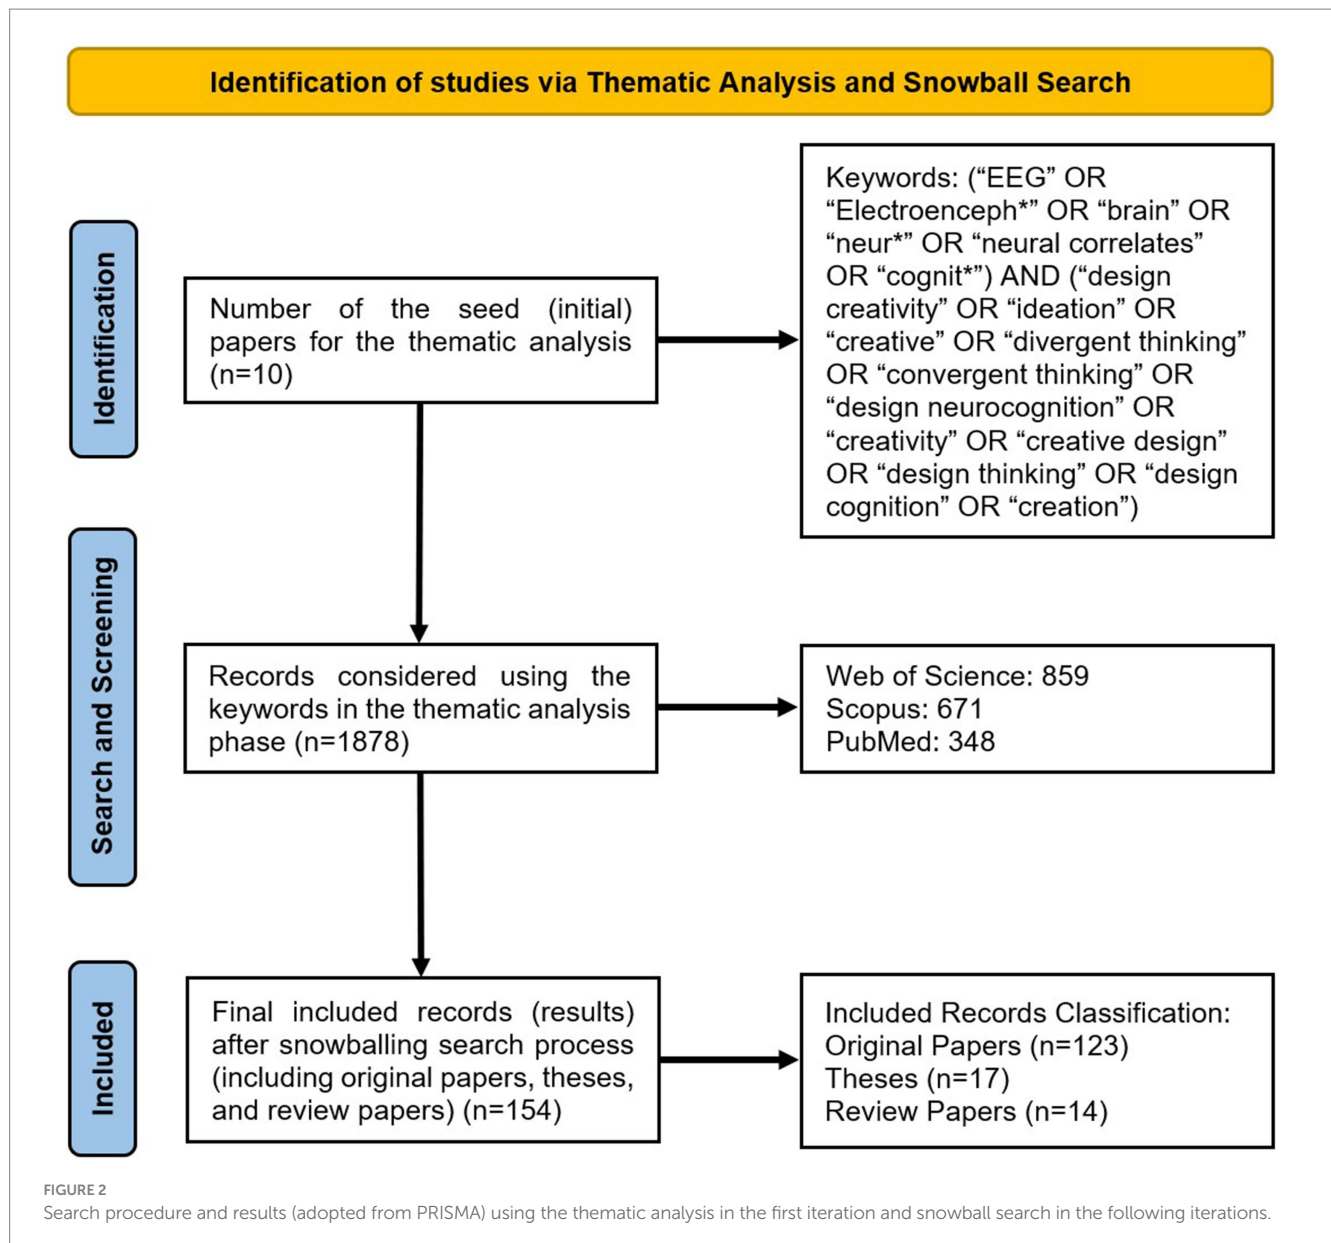 Identification of studies via Thematic Analysis and Snowball Search
Identification
Number of the seed (initial)
papers for the thematic analysis
(n=10)
Keywords: (“EEG” OR
“Electroenceph*” OR “brain” OR
“neur*” OR “neural correlates”
OR “cognit*”) AND (“design
creativity” OR “ideation” OR
“creative” OR “divergent thinking”
OR “convergent thinking” OR
“design neurocognition” OR
“creativity” OR “creative design”
OR “design thinking” OR “design
cognition” OR “creation”)
Search and Screening
Records considered using the
keywords in the thematic analysis
phase (n=1878)
Web of Science: 859
Scopus: 671
PubMed: 348
Included
Final included records (results)
after snowballing search process
(including original papers, theses,
and review papers) (n=154)
Included Records Classification:
Original Papers (n=123)
Theses (n=17)
Review Papers (n=14)
FIGURE 2
Search procedure and results (adopted from PRISMA) using the thematic analysis in the first iteration and snowball search in the following iterations.